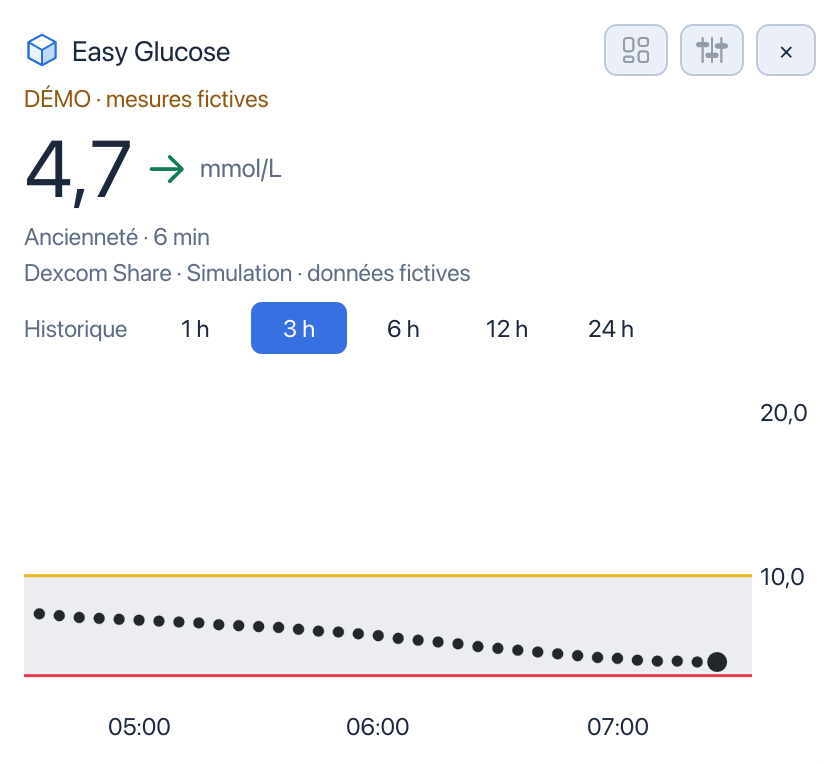 Easy Glucose
×
DÉMO · mesures fictives
4,7 → mmol/L
Ancienneté · 6 min
Dexcom Share · Simulation · données fictives
Historique 1 h 3 h 6 h 12 h 24 h
20,0
10,0
05:00 06:00 07:00